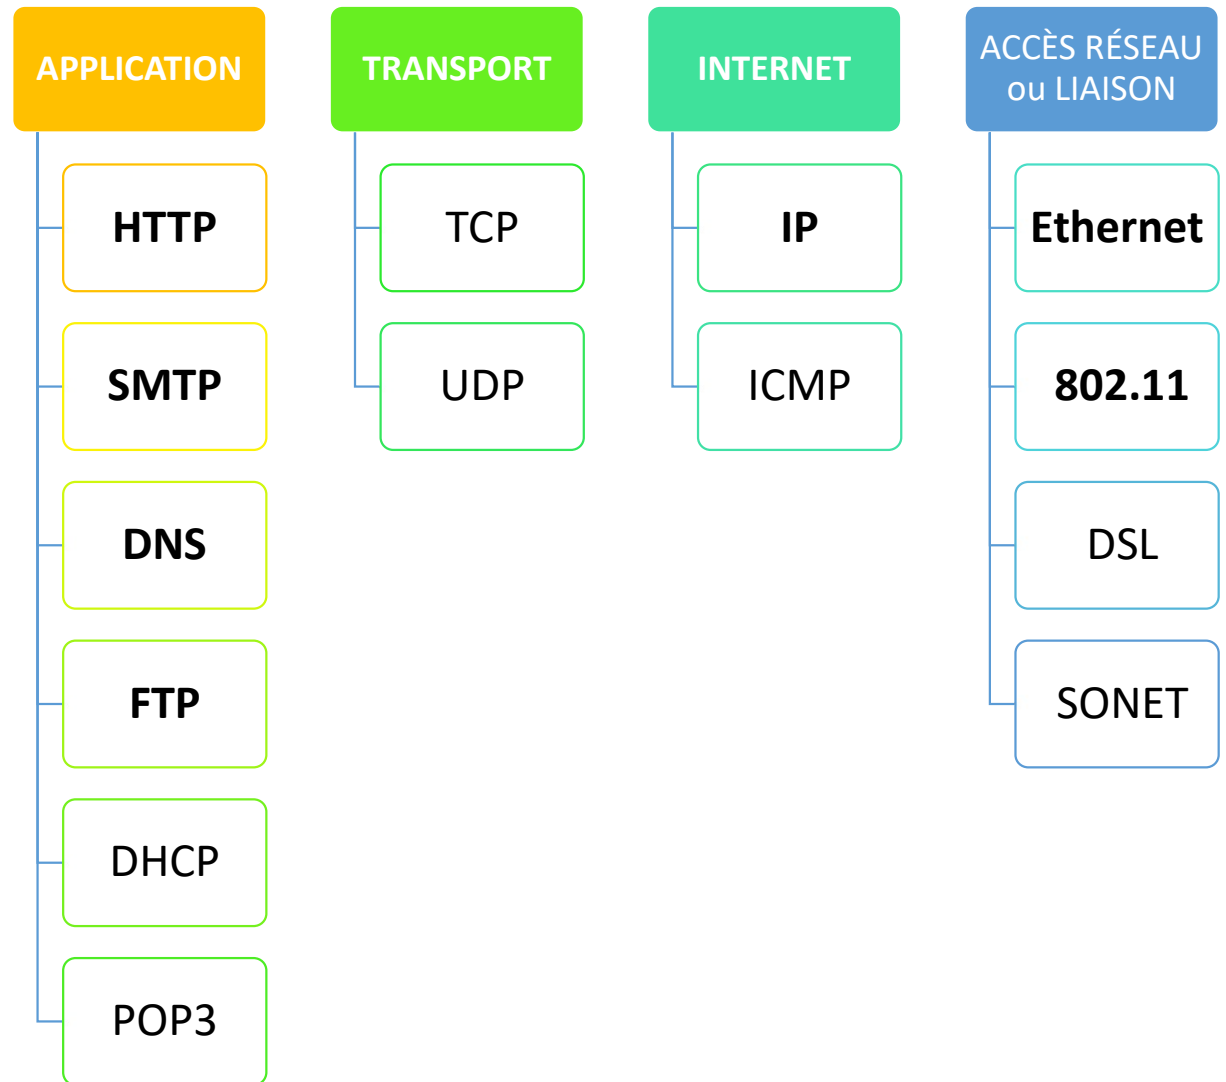 APPLICATION
HTTP
SMTP
DNS
FTP
DHCP
POP3
TRANSPORT
TCP
UDP
INTERNET
IP
ICMP
ACCÈS RÉSEAU
ou LIAISON
Ethernet
802.11
DSL
SONET